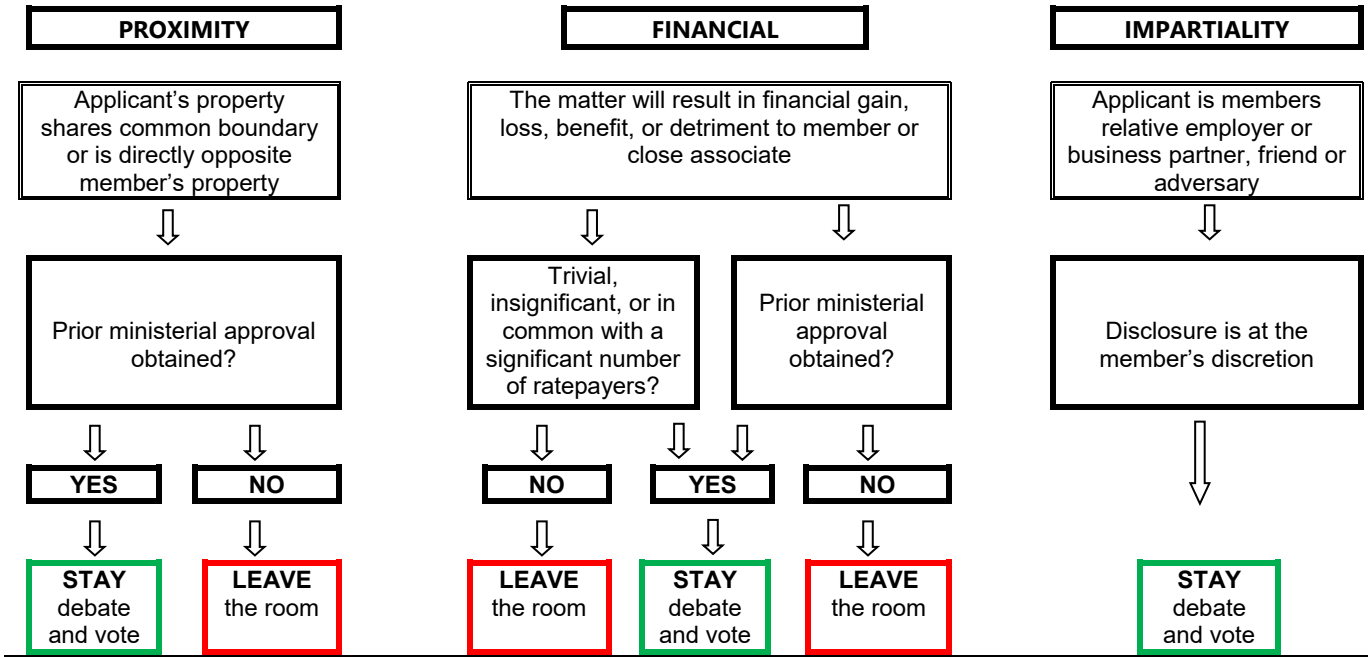 PROXIMITY
Applicant's property
shares common boundary
or is directly opposite
member's property
Prior ministerial approval
obtained?
YES
NO
STAY
debate
and vote
LEAVE
the room
FINANCIAL
The matter will result in financial gain,
loss, benefit, or detriment to member or
close associate
Trivial,
insignificant, or in
common with a
significant number
of ratepayers?
Prior ministerial
approval
obtained?
NO
YES
NO
LEAVE
the room
STAY
debate
and vote
LEAVE
the room
IMPARTIALITY
Applicant is members
relative employer or
business partner, friend or
adversary
Disclosure is at the
member's discretion
STAY
debate
and vote